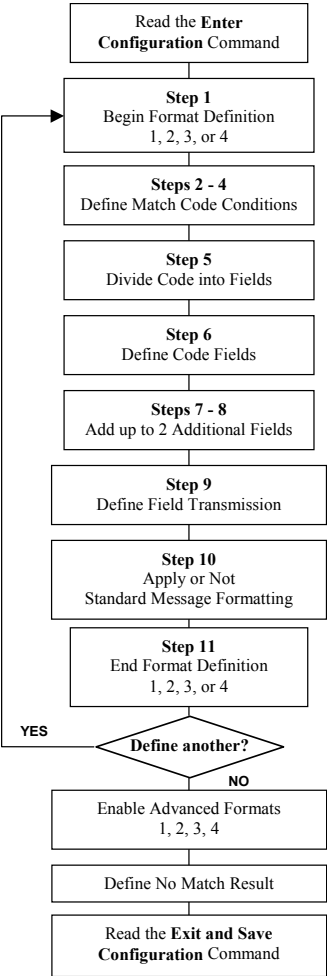 Read the Enter
Configuration Command
Step 1
Begin Format Definition
1, 2, 3, or 4
Steps 2 - 4
Define Match Code Conditions
Step 5
Divide Code into Fields
Step 6
Define Code Fields
Steps 7 - 8
Add up to 2 Additional Fields
Step 9
Define Field Transmission
Step 10
Apply or Not
Standard Message Formatting
Step 11
End Format Definition
1, 2, 3, or 4
YES
Define another?
NO
Enable Advanced Formats
1, 2, 3, 4
Define No Match Result
Read the Exit and Save
Configuration Command